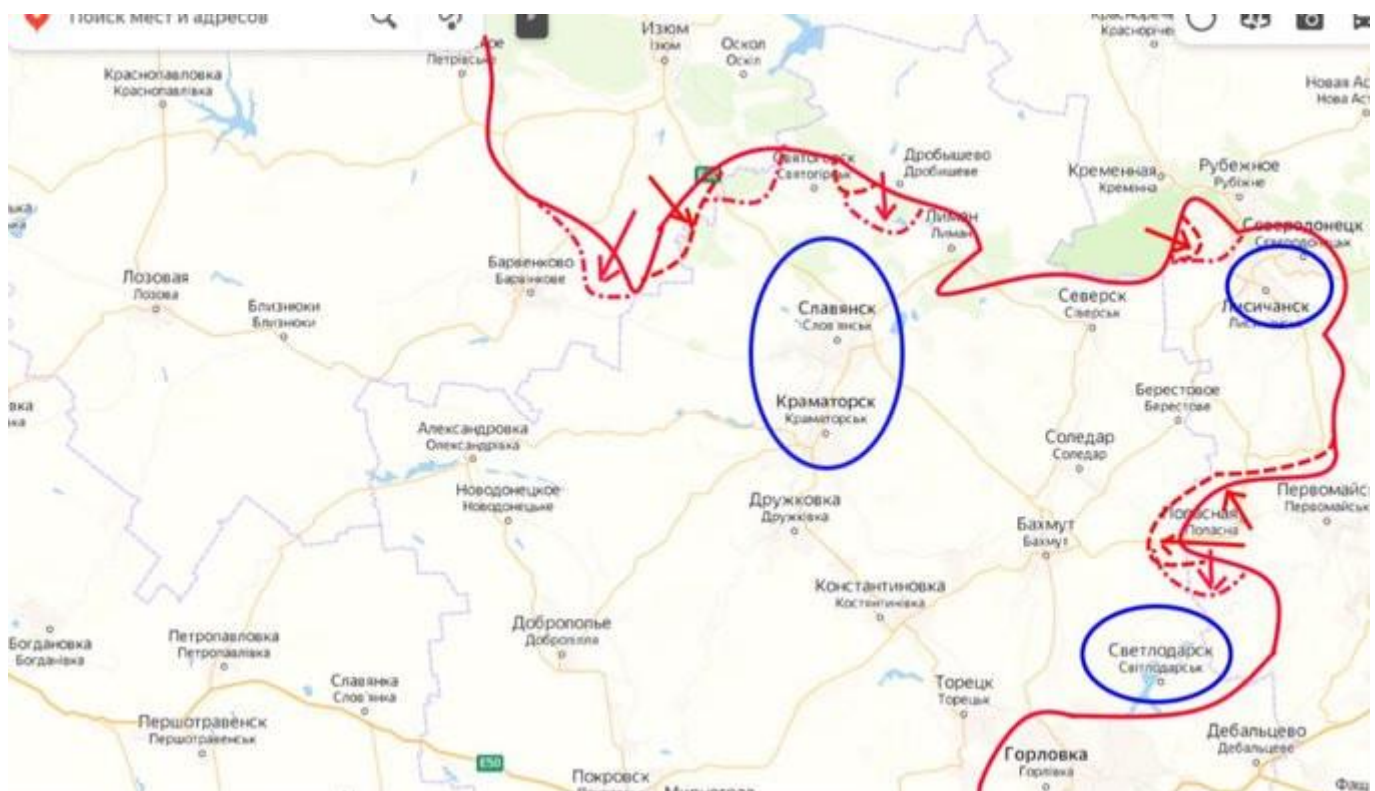 Поиск мест и адресов
Изюм
Ізюм
Оскол
Оскіл
Петрівське
Краснопавловка
Краснопавлівка
Святогорск
Святогірськ
Дробышево
Дробишеве
Кременная
Кремінна
Рубежное
Рубіжне
Северодонецк
Лиман
Лиман
Лозовая
Лозова
Близнюки
Близнюки
Барвенково
Барвінкове
Славянск
Слов'янськ
Северск
Сіверськ
Лисичанск
Краматорск
Краматорськ
Берестовое
Берестове
Александровка
Олександрівка
Соледар
Соледар
Новодонецкое
Новодонецьке
Дружковка
Дружківка
Бахмут
Бахмут
Попасная
Попасна
Константиновка
Костянтинівка
Доброполье
Добропілля
Богдановка
Богданівка
Петропавловка
Петропавлівка
Светлодарск
Світлодарськ
Славянка
Слов'янка
Торецк
Торецьк
Першотравенск
Першотравенськ
Дебальцево
Дебальцеве
E50
Горловка
Горлівка
Покровск